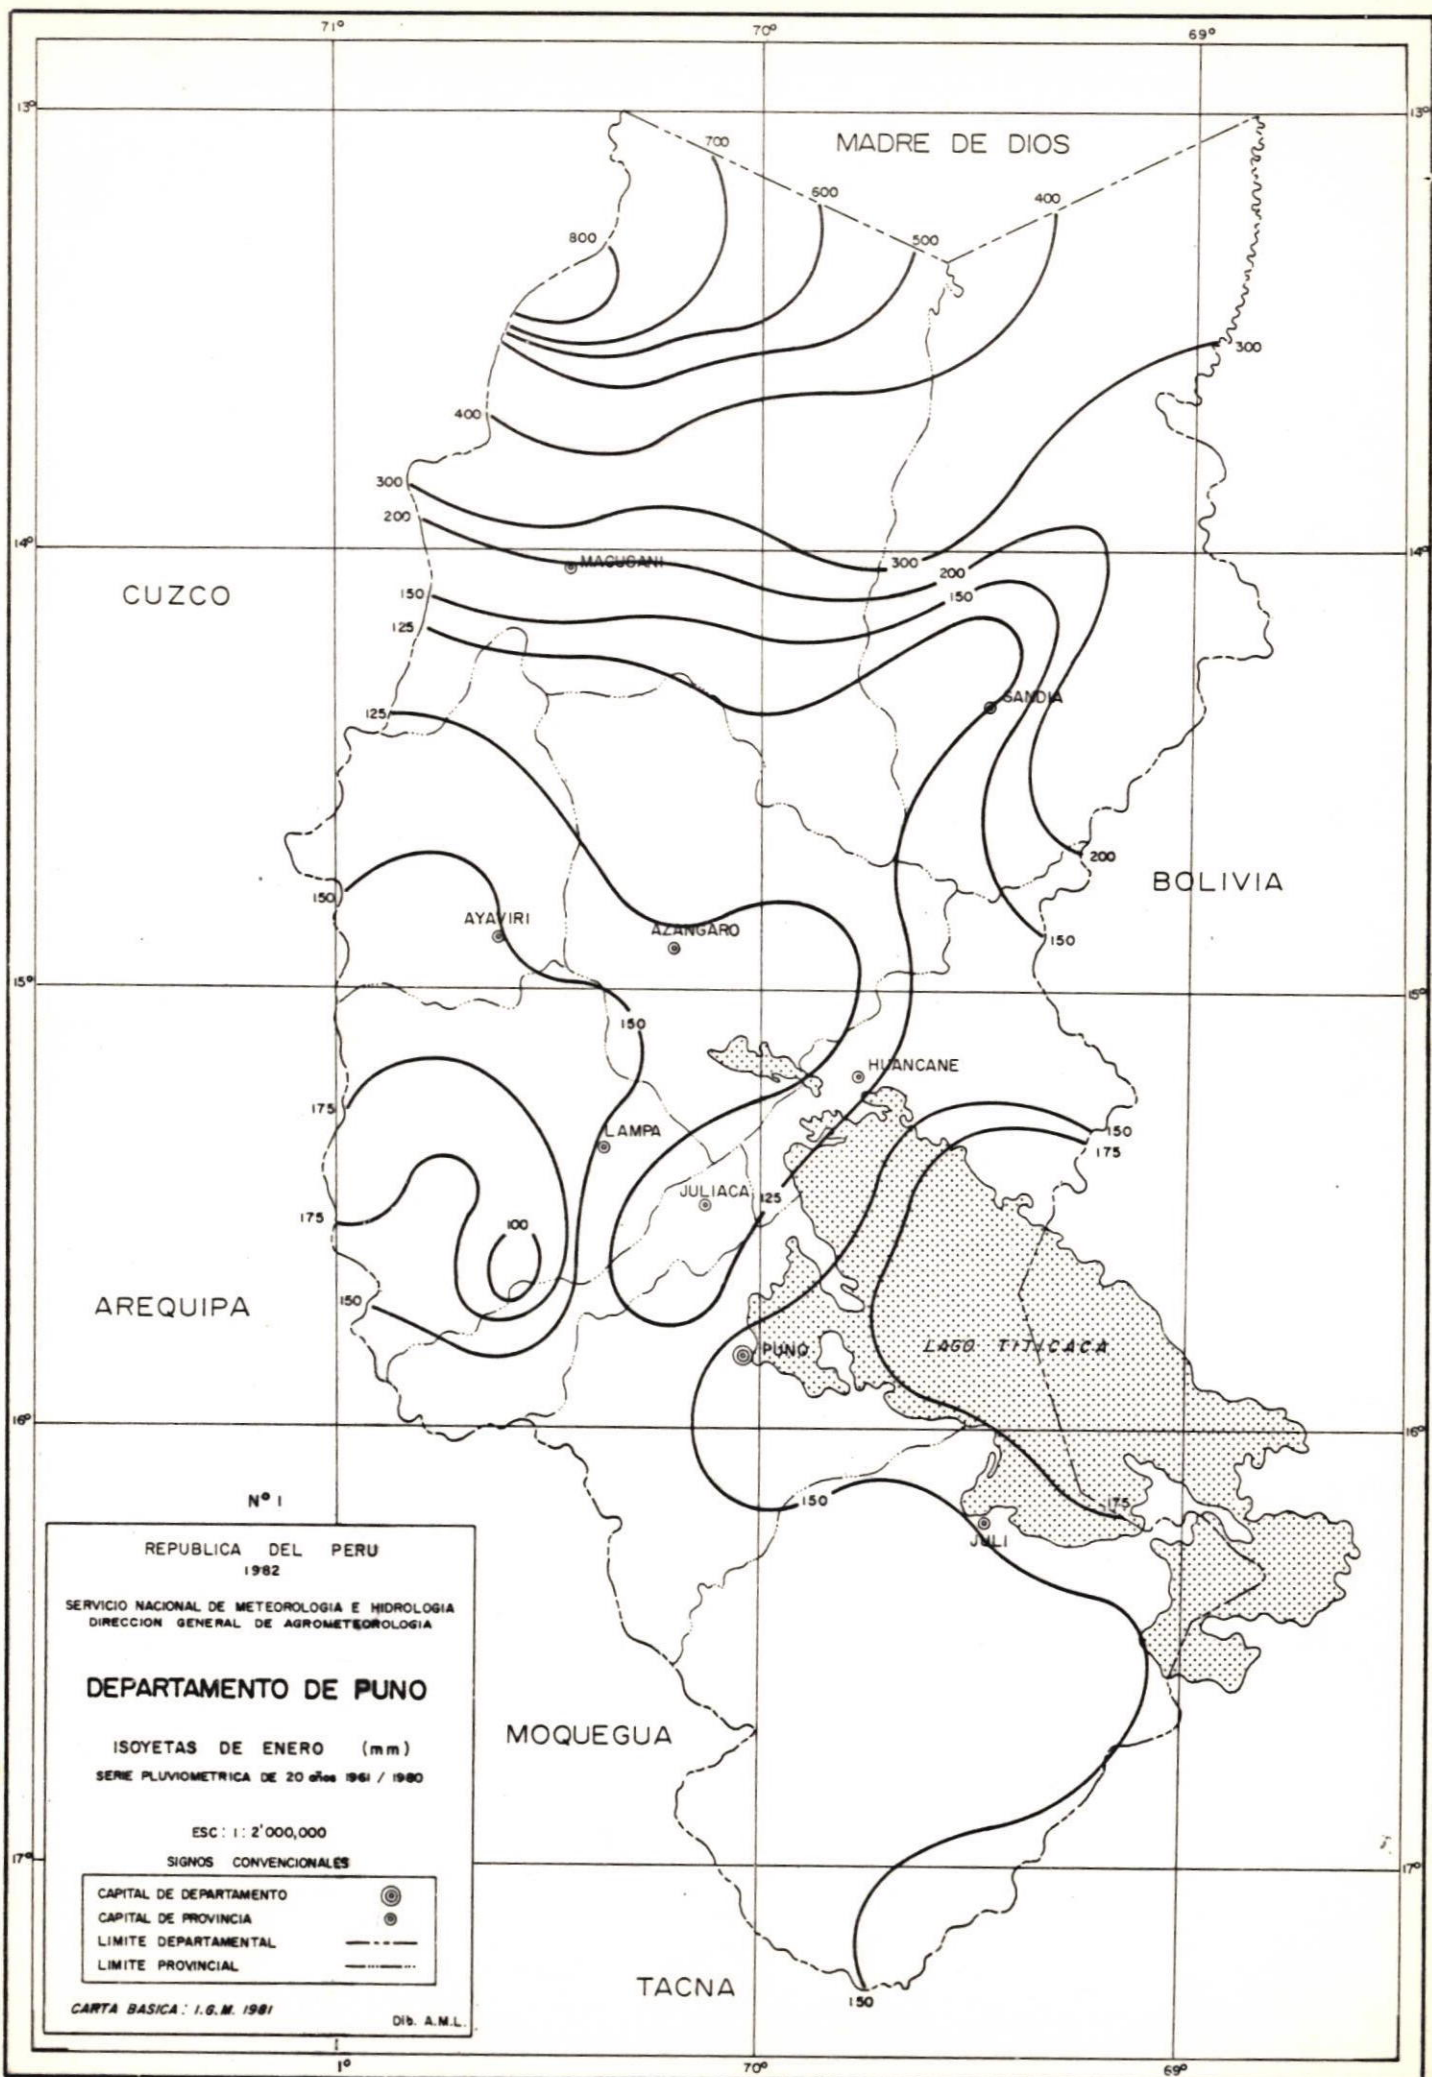 71° 70° 69°
13° 13°
MADRE DE DIOS
700
600
400
800
500
300
400
300
200
14° 14°
MACUSANI
300
200
CUZCO
150
150
125
SANDIA
125
200
BOLIVIA
150
AYAVIRI
AZANGARO
150
15° 15°
150
HUANCANE
175
150
LAMPA
175
JULIACA
125
175
100
150
AREQUIPA
LAGO TITICACA
PUNO
16° 16°
150
175
JULI
N° 1
REPUBLICA DEL PERU
1982
SERVICIO NACIONAL DE METEOROLOGIA E HIDROLOGIA
DIRECCION GENERAL DE AGROMETEOROLOGIA
DEPARTAMENTO DE PUNO
ISOYETAS DE ENERO (mm)
SERIE PLUVIOMETRICA DE 20 años 1961 / 1980
ESC: 1: 2'000,000
SIGNOS CONVENCIONALES
CAPITAL DE DEPARTAMENTO
CAPITAL DE PROVINCIA
LIMITE DEPARTAMENTAL
LIMITE PROVINCIAL
CARTA BASICA: I.G.M. 1981
Dib. A.M.L.
MOQUEGUA
17° 17°
TACNA
150
1° 70° 69°